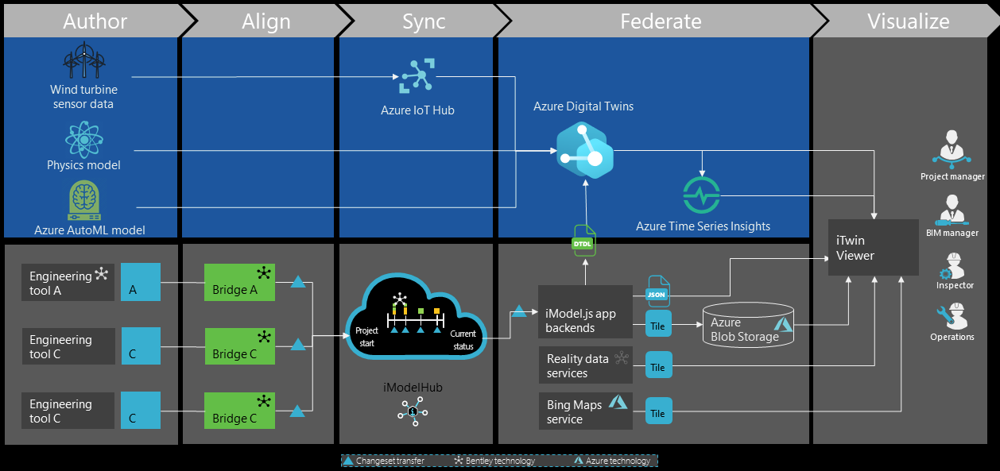 Author
Align
Sync
Federate
Visualize
Wind turbine
sensor data
Azure IoT Hub
Azure Digital Twins
Physics model
Azure AutoML model
Azure Time Series Insights
Project manager
BIM manager
Inspector
Operations
iTwin
Viewer
DTDL
Engineering
tool A
A
Bridge A
Engineering
tool C
C
Bridge C
Engineering
tool C
C
Bridge C
Project
start
Current
status
iModelHub
iModel.js app
backends
JSON
Tile
Azure
Blob Storage
Reality data
services
Tile
Bing Maps
service
Tile
Changeset transfer
Bentley technology
Azure technology